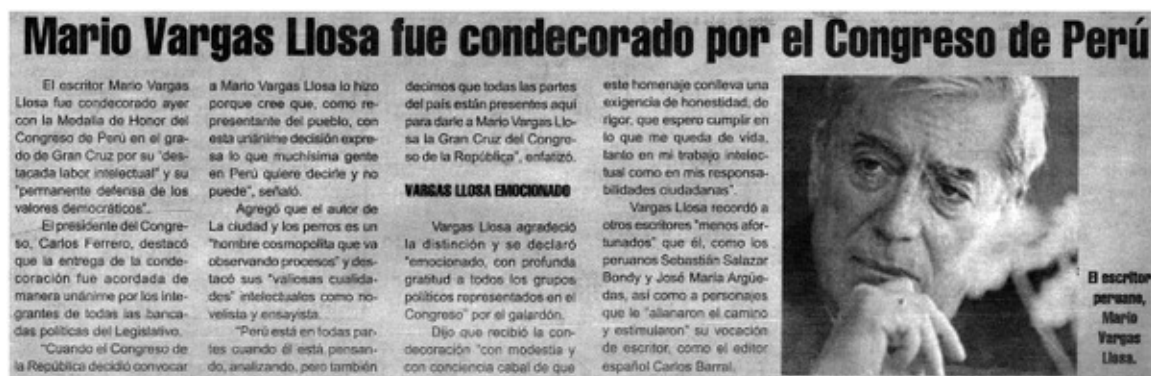 Mario Vargas Llosa fue condecorado por el Congreso de Perú
El escritor Mario Vargas
Llosa fue condecorado ayer
con la Medalla de Honor del
Congreso de Perú en el gra-
do de Gran Cruz por su "des-
tacada labor intelectual" y su
"permanente defensa de los
valores democráticos".
El presidente del Congre-
so, Carlos Ferrero, destacó
que la entrega de la conde-
coración fue acordada de
manera unánime por los inte-
grantes de todas las banca-
das políticas del Legislativo.
"Cuando el Congreso de
la República decidió convocar
a Mario Vargas Llosa lo hizo
porque cree que, como re-
presentante del pueblo, con
esta unánime decisión expre-
sa lo que muchísima gente
en Perú quiere decirle y no
puede", señaló.
Agregó que el autor de
La ciudad y los perros es un
"hombre cosmopolita que va
observando procesos" y des-
tacó sus "valiosas cualida-
des" intelectuales como no-
velista y ensayista.
"Perú está en todas par-
tes cuando él está pensan-
do, analizando, pero también
decimos que todas las partes
del país están presentes aquí
para darle a Mario Vargas Llo-
sa la Gran Cruz del Congre-
so de la República", enfatizó.
VARGAS LLOSA EMOCIONADO
Vargas Llosa agradeció
la distinción y se declaró
"emocionado, con profunda
gratitud a todos los grupos
políticos representados en el
Congreso" por el galardón.
Dijo que recibió la con-
decoración "con modestia y
con conciencia cabal de que
este homenaje conlleva una
exigencia de honestidad, de
rigor, que espero cumplir en
lo que me queda de vida,
tanto en mi trabajo intelec-
tual como en mis responsa-
bilidades ciudadanas".
Vargas Llosa recordó a
otros escritores "menos afor-
tunados" que él, como los
peruanos Sebastián Salazar
Bondy y José María Argüe-
das, así como a personajes
que le "allanaron el camino
y estimularon" su vocación
de escritor, como el editor
español Carlos Barral.
El escritor
peruano,
Mario
Vargas
Llosa.